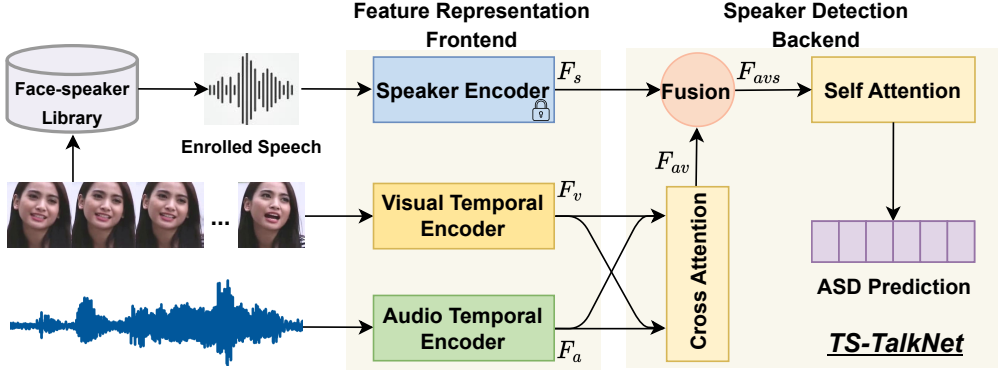 Feature Representation
Frontend
Speaker Detection
Backend
Face-speaker
Library
Enrolled Speech
Speaker Encoder
F_s
Fusion
F_avs
Self Attention
F_av
...
Visual Temporal
Encoder
F_v
Cross Attention
Audio Temporal
Encoder
F_a
ASD Prediction
TS-TalkNet